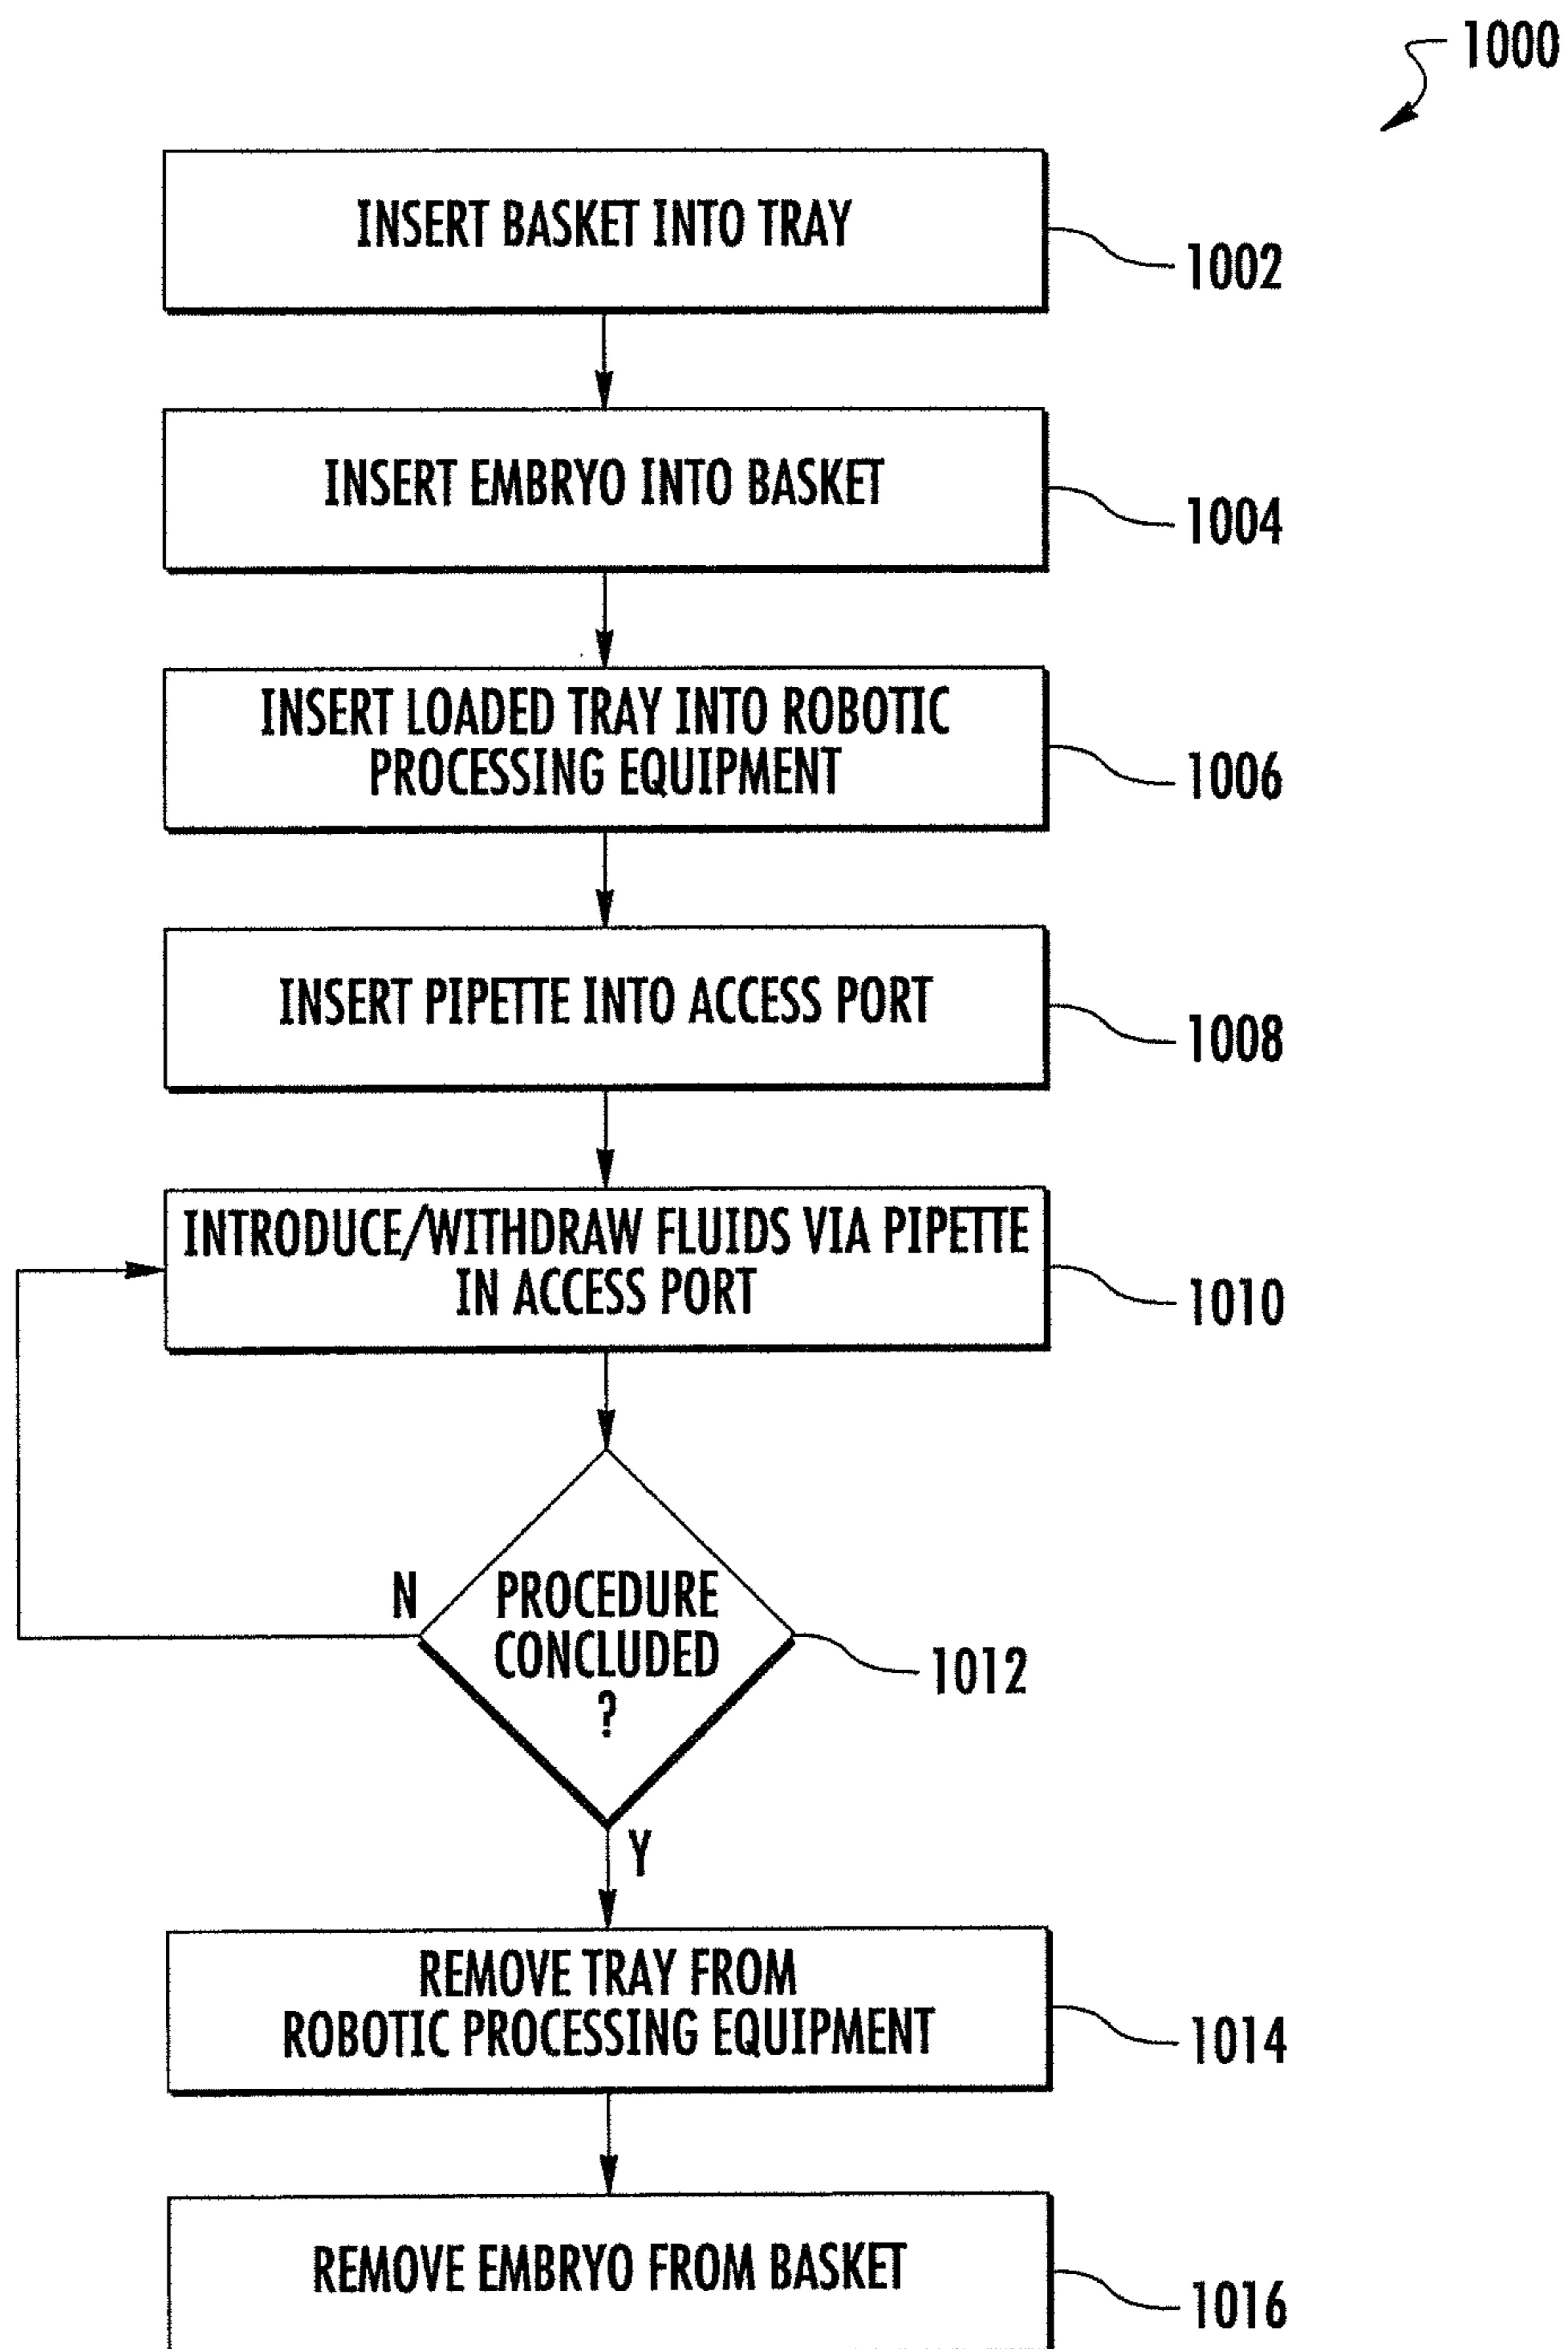 1000
INSERT BASKET INTO TRAY
1002
INSERT EMBRYO INTO BASKET
1004
INSERT LOADED TRAY INTO ROBOTIC
PROCESSING EQUIPMENT
1006
INSERT PIPETTE INTO ACCESS PORT
1008
INTRODUCE/WITHDRAW FLUIDS VIA PIPETTE
IN ACCESS PORT
1010
N
PROCEDURE
CONCLUDED
?
1012
Y
REMOVE TRAY FROM
ROBOTIC PROCESSING EQUIPMENT
1014
REMOVE EMBRYO FROM BASKET
1016